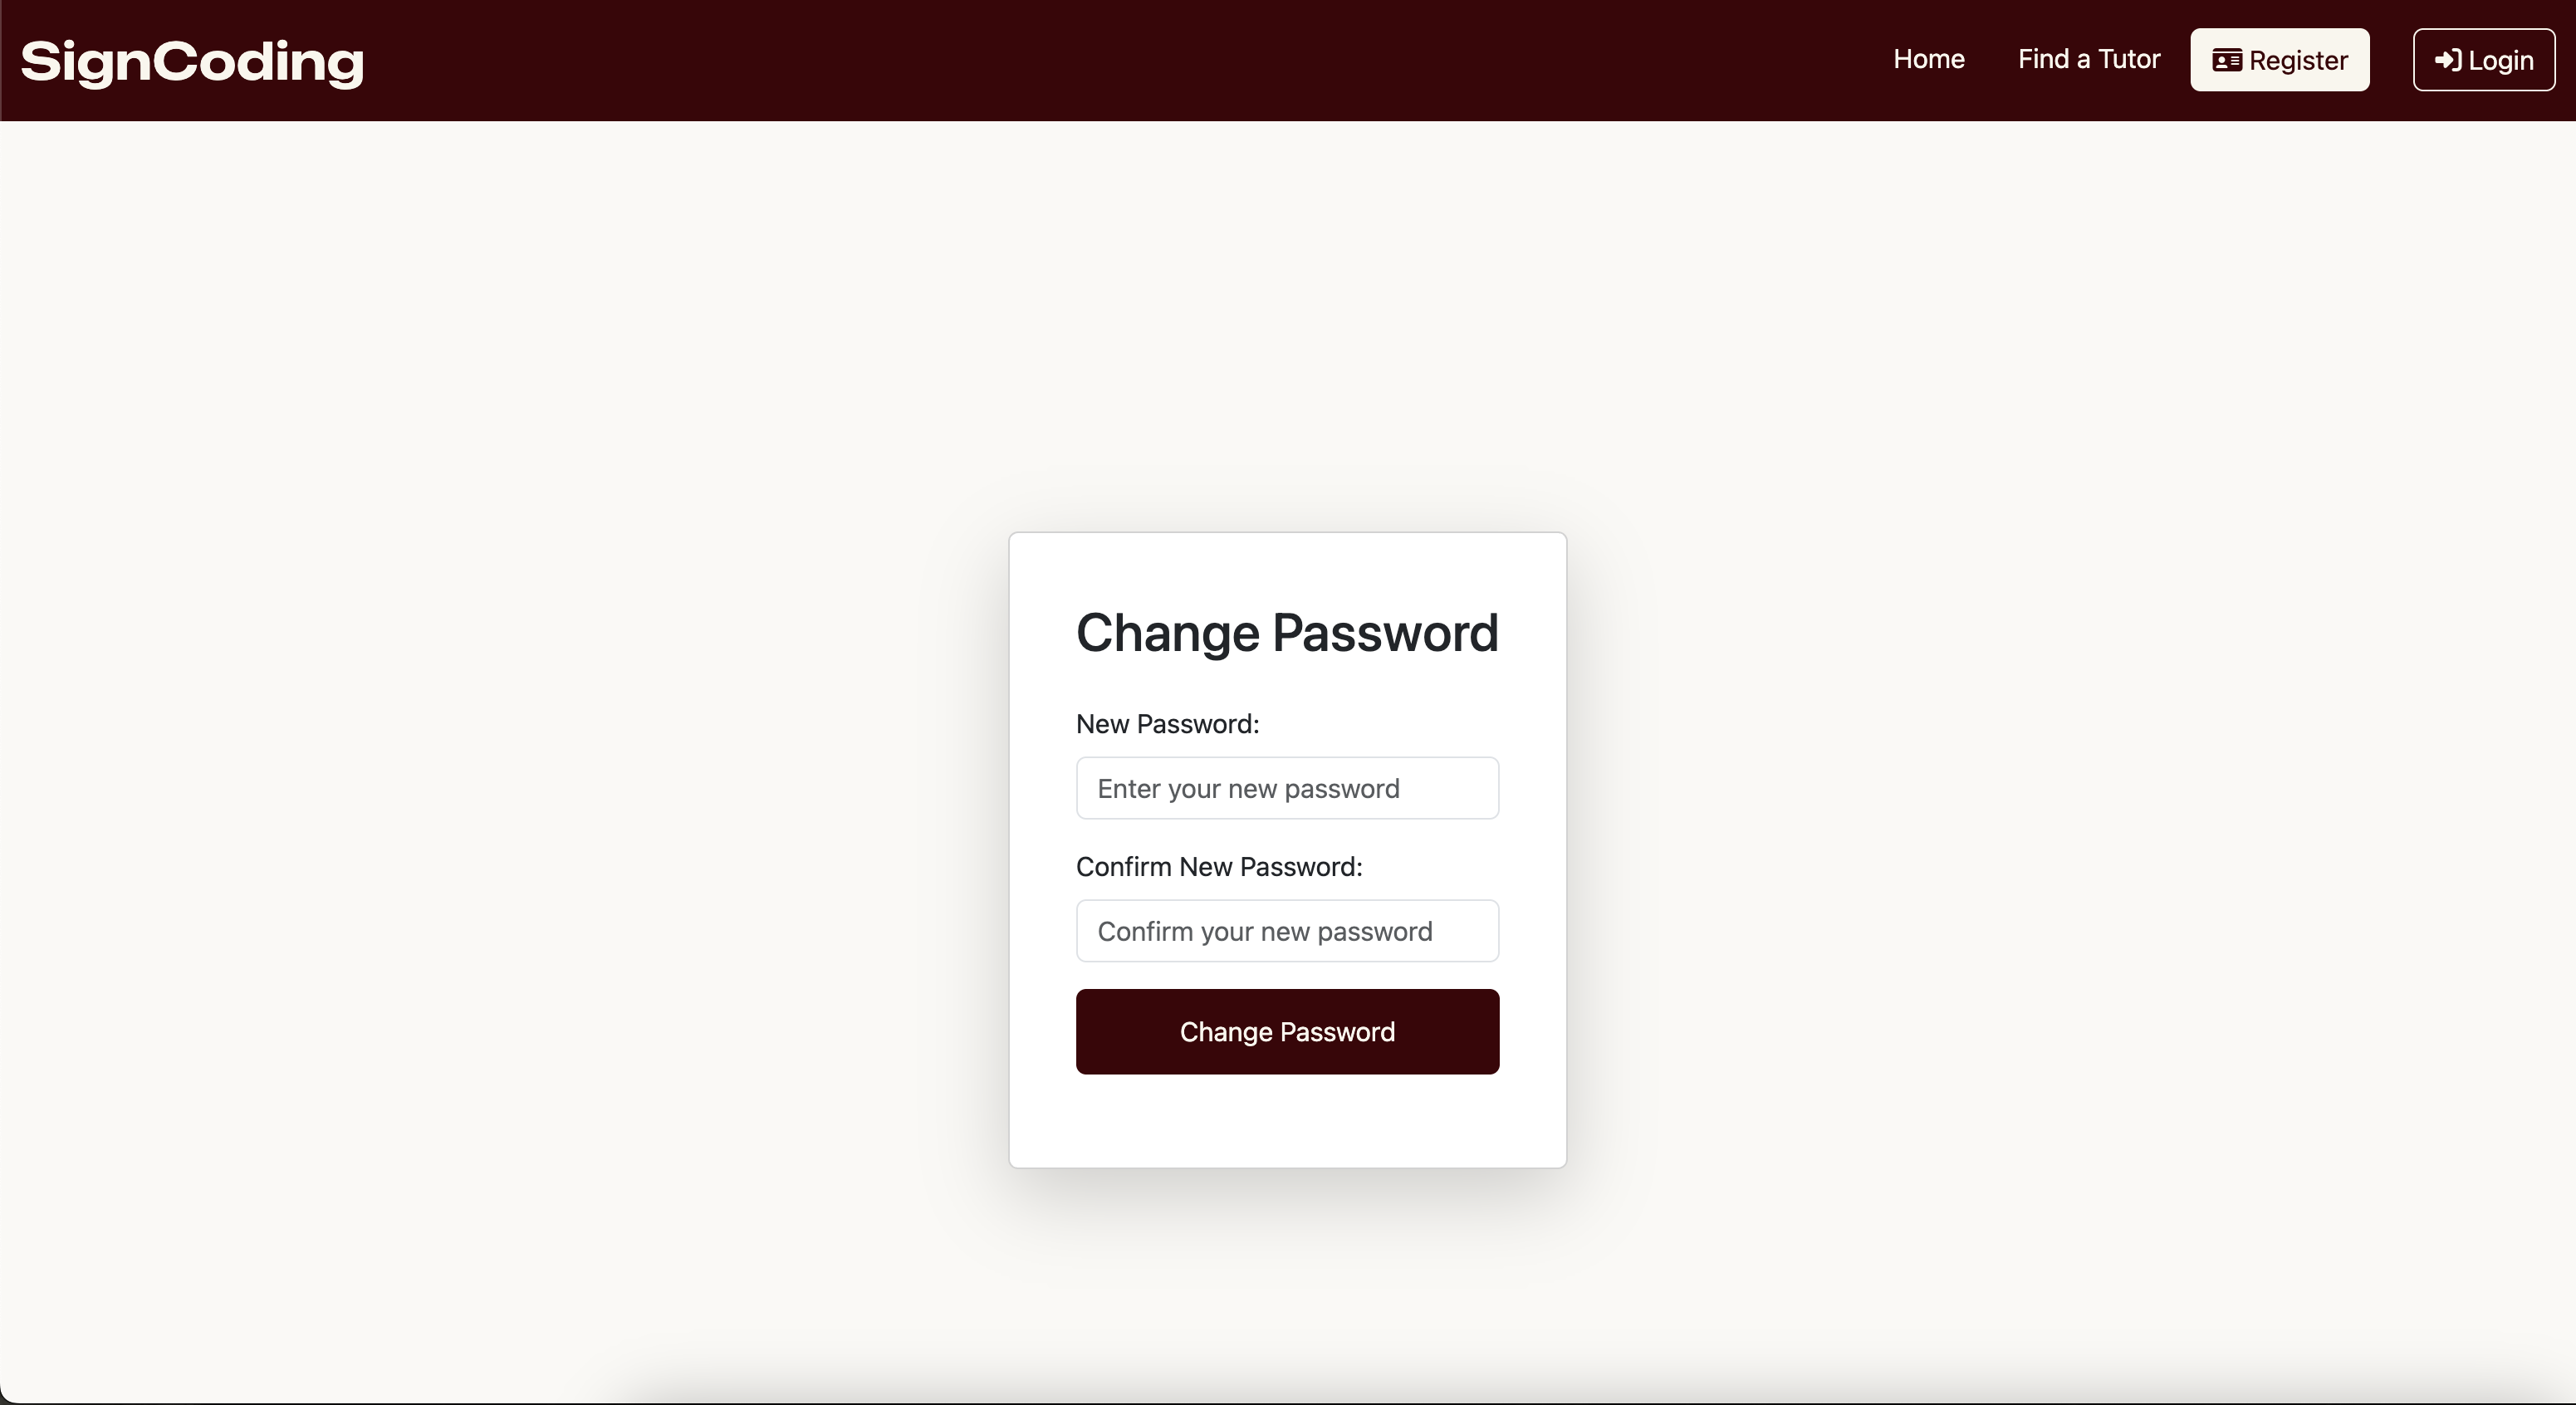 SignCoding
Home Find a Tutor Register Login
Change Password
New Password:
Enter your new password
Confirm New Password:
Confirm your new password
Change Password